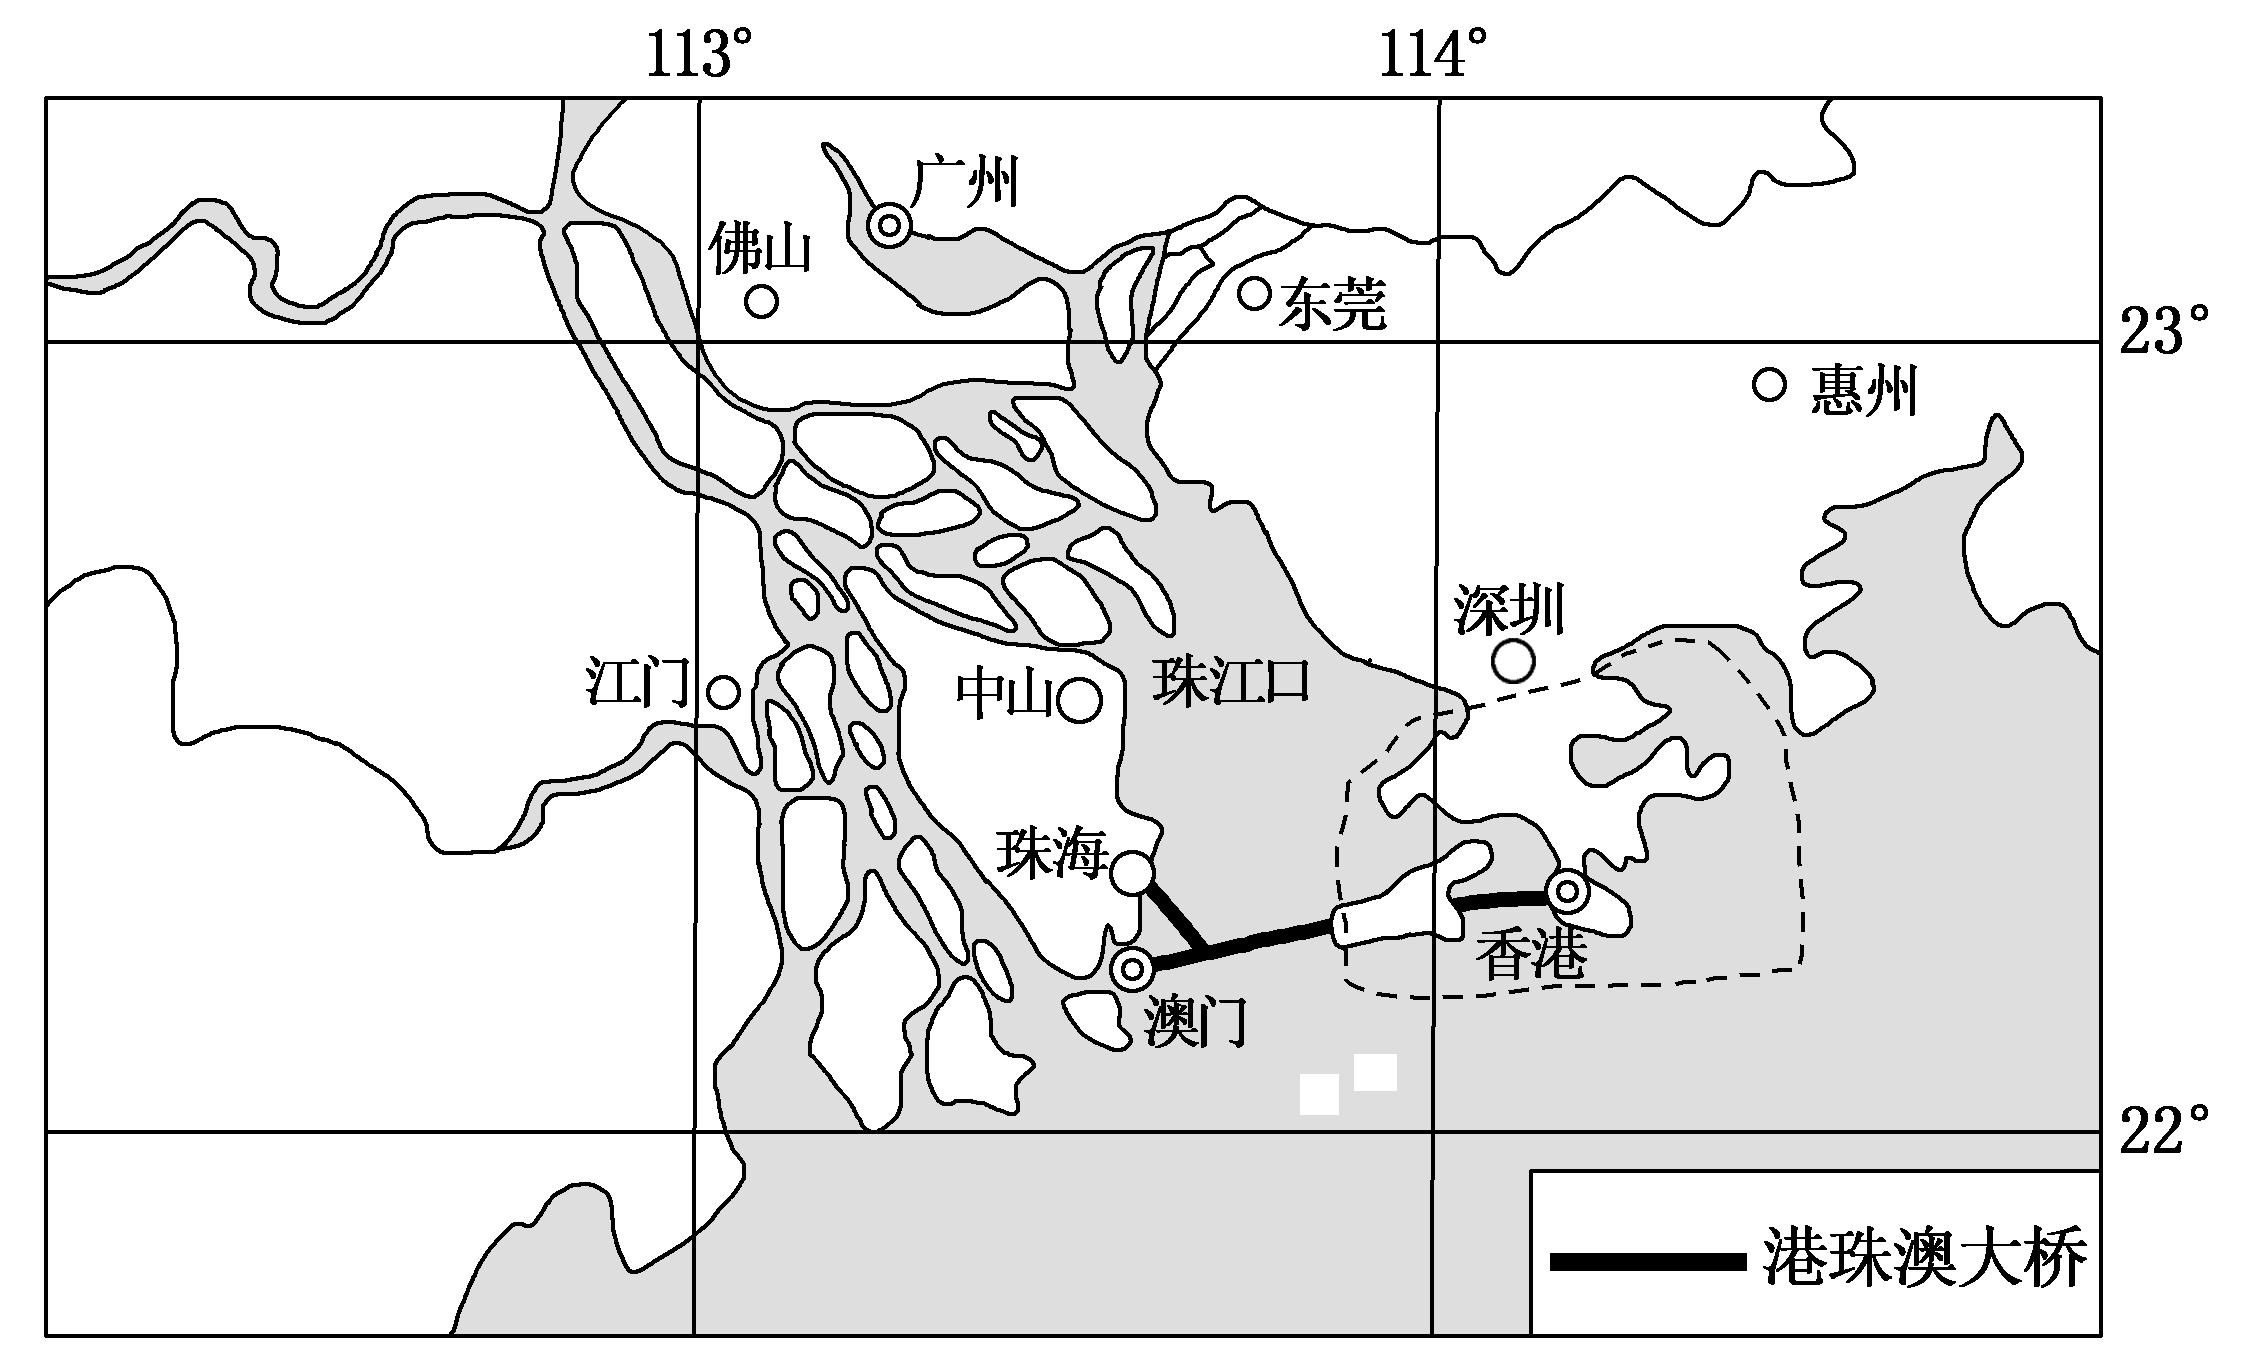 113°
114°
广州
佛山
东莞
23°
惠州
深圳
江门
中山
珠江口
珠海
香港
澳门
22°
港珠澳大桥